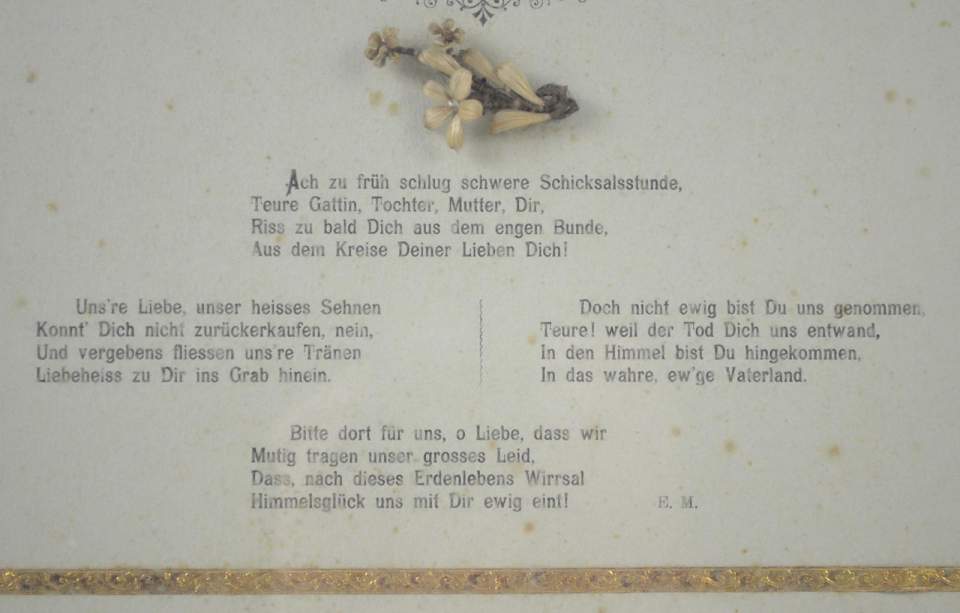 Ach zu früh schlug schwere Schicksalsstunde,
Teure Gattin, Tochter, Mutter, Dir,
Riss zu bald Dich aus dem engen Bunde,
Aus dem Kreise Deiner Lieben Dich!
Uns're Liebe, unser heisses Sehnen
Konnt' Dich nicht zurückerkaufen, nein,
Und vergebens fliessen uns're Tränen
Liebeheiss zu Dir ins Grab hinein.
Doch nicht ewig bist Du uns genommen,
Teure! weil der Tod Dich uns entwand,
In den Himmel bist Du hingekommen,
In das wahre, ew'ge Vaterland.
Bitte dort für uns, o Liebe, dass wir
Mutig tragen unser grosses Leid,
Dass, nach dieses Erdenlebens Wirrsal
Himmelsglück uns mit Dir ewig eint!
E. M.